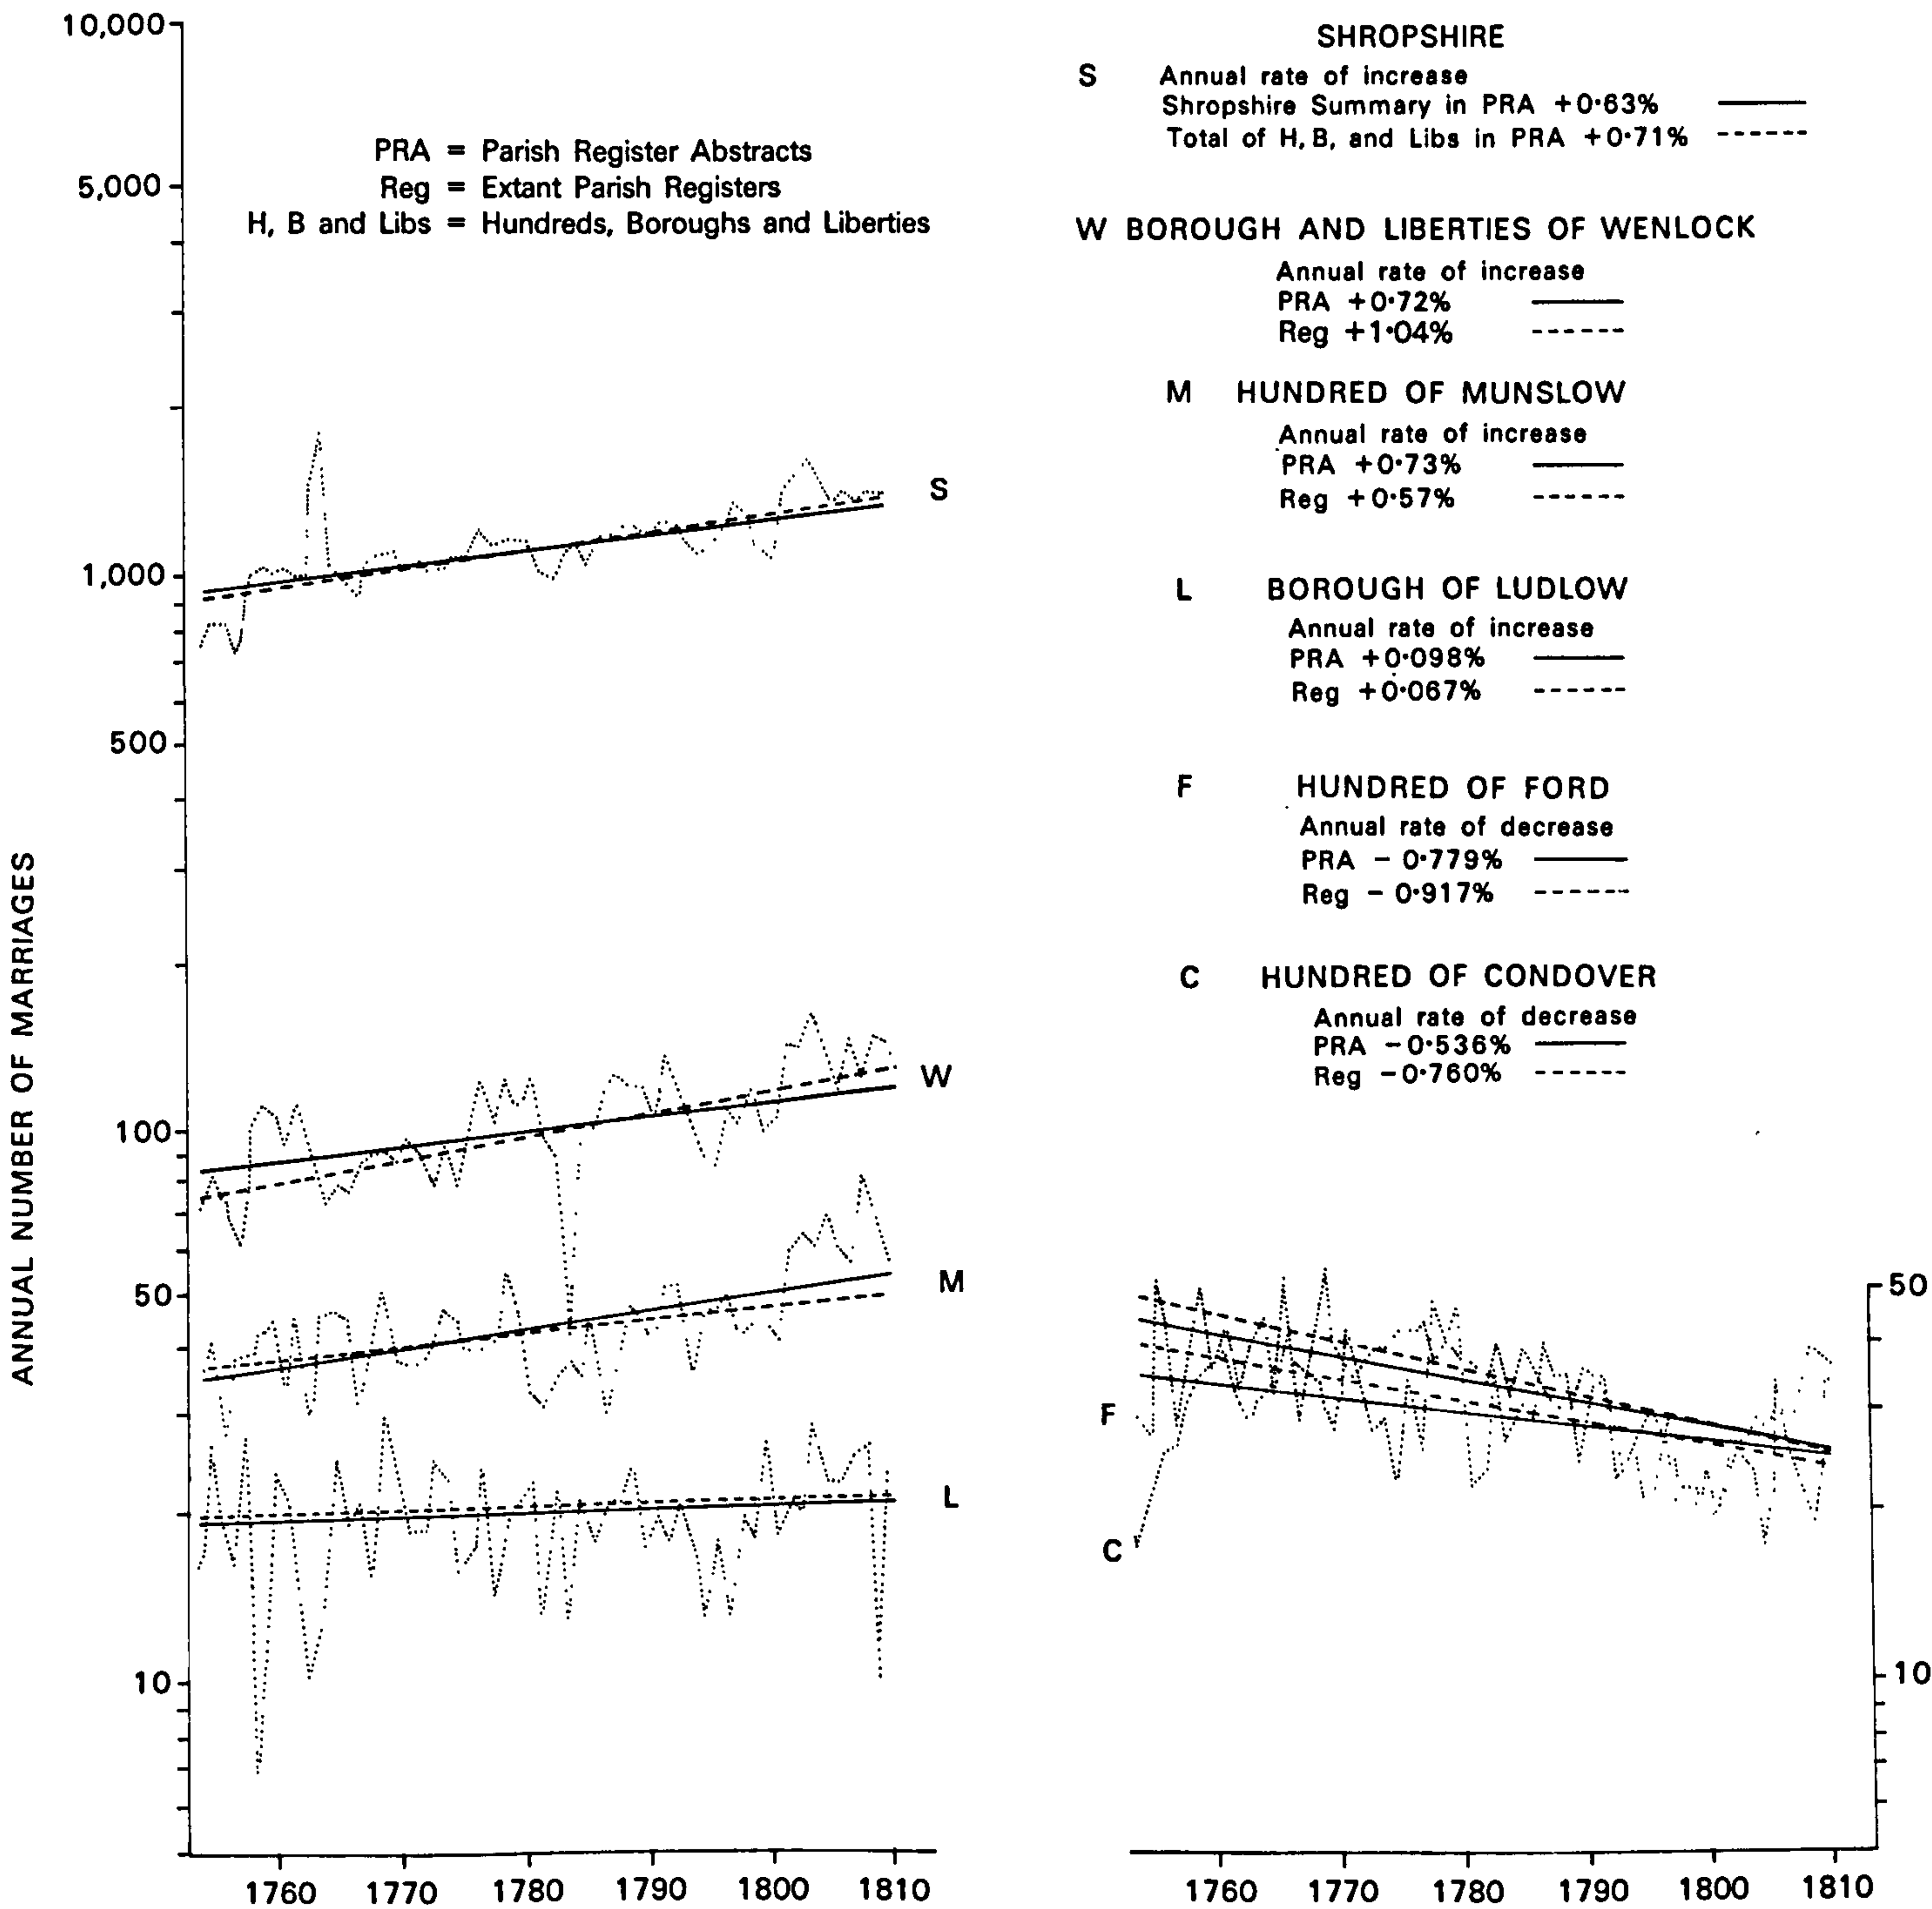 10,000
5,000
1,000
500
100
50
10
ANNUAL NUMBER OF MARRIAGES
PRA = Parish Register Abstracts
Reg = Extant Parish Registers
H, B and Libs = Hundreds, Boroughs and Liberties
S
W
M
L
1760 1770 1780 1790 1800 1810
SHROPSHIRE
S Annual rate of increase
Shropshire Summary in PRA +0·63%
Total of H, B, and Libs in PRA +0·71%
W BOROUGH AND LIBERTIES OF WENLOCK
Annual rate of increase
PRA +0·72%
Reg +1·04%
M HUNDRED OF MUNSLOW
Annual rate of increase
PRA +0·73%
Reg +0·57%
L BOROUGH OF LUDLOW
Annual rate of increase
PRA +0·098%
Reg +0·067%
F HUNDRED OF FORD
Annual rate of decrease
PRA - 0·779%
Reg - 0·917%
C HUNDRED OF CONDOVER
Annual rate of decrease
PRA -0·536%
Reg -0·760%
F
C
50
10
1760 1770 1780 1790 1800 1810